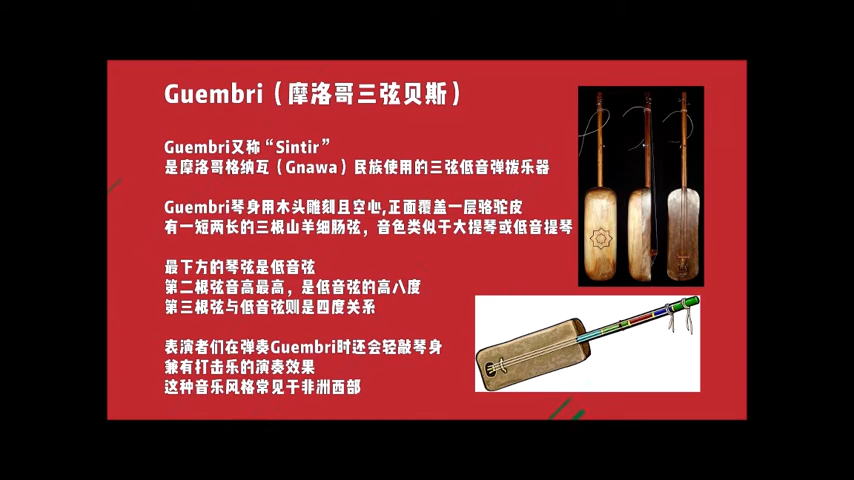 Guembri（摩洛哥三弦贝斯）
Guembri又称“Sintir”
是摩洛哥格纳瓦（Gnawa）民族使用的三弦低音弹拨乐器
Guembri琴身用木头雕刻且空心,正面覆盖一层骆驼皮
有一短两长的三根山羊细肠弦，音色类似于大提琴或低音提琴
最下方的琴弦是低音弦
第二根弦音高最高，是低音弦的高八度
第三根弦与低音弦则是四度关系
表演者们在弹奏Guembri时还会轻敲琴身
兼有打击乐的演奏效果
这种音乐风格常见于非洲西部